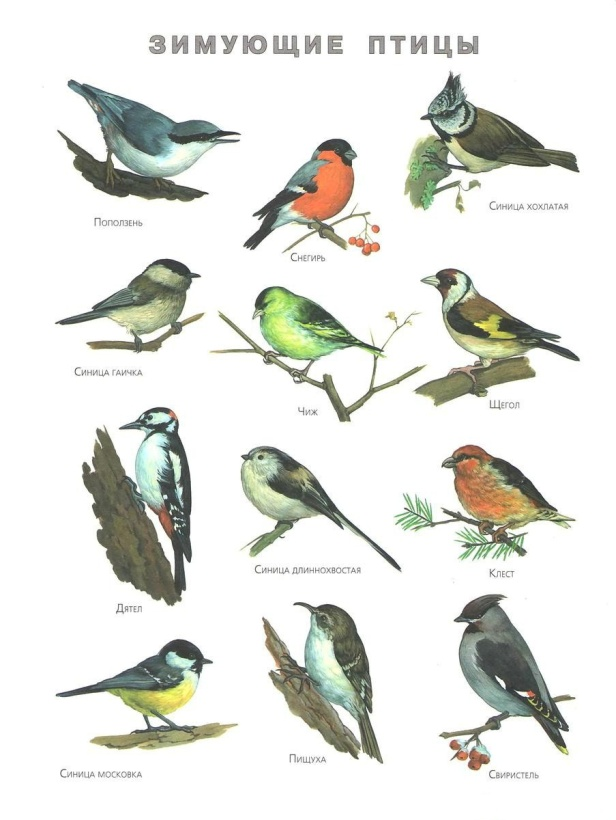 ЗИМУЮЩИЕ ПТИЦЫ
Поползень
Снегирь
Синица хохлатая
Синица гаичка
Чиж
Щегол
Дятел
Синица длиннохвостая
Клест
Синица московка
Пищуха
Свиристель